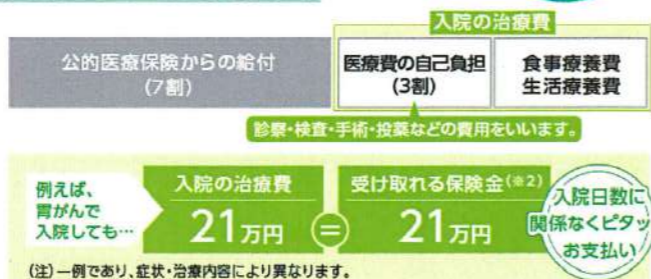 入院の治療費
公的医療保険からの給付
(7割)
医療費の自己負担
(3割)
食事療養費
生活療養費
診察・検査・手術・投薬などの費用をいいます。
例えば、
胃がんで
入院しても…
入院の治療費
21万円
=
受け取れる保険金(※2)
21万円
入院日数に
関係なくピタッ
お支払い
(注)一例であり、症状・治療内容により異なります。